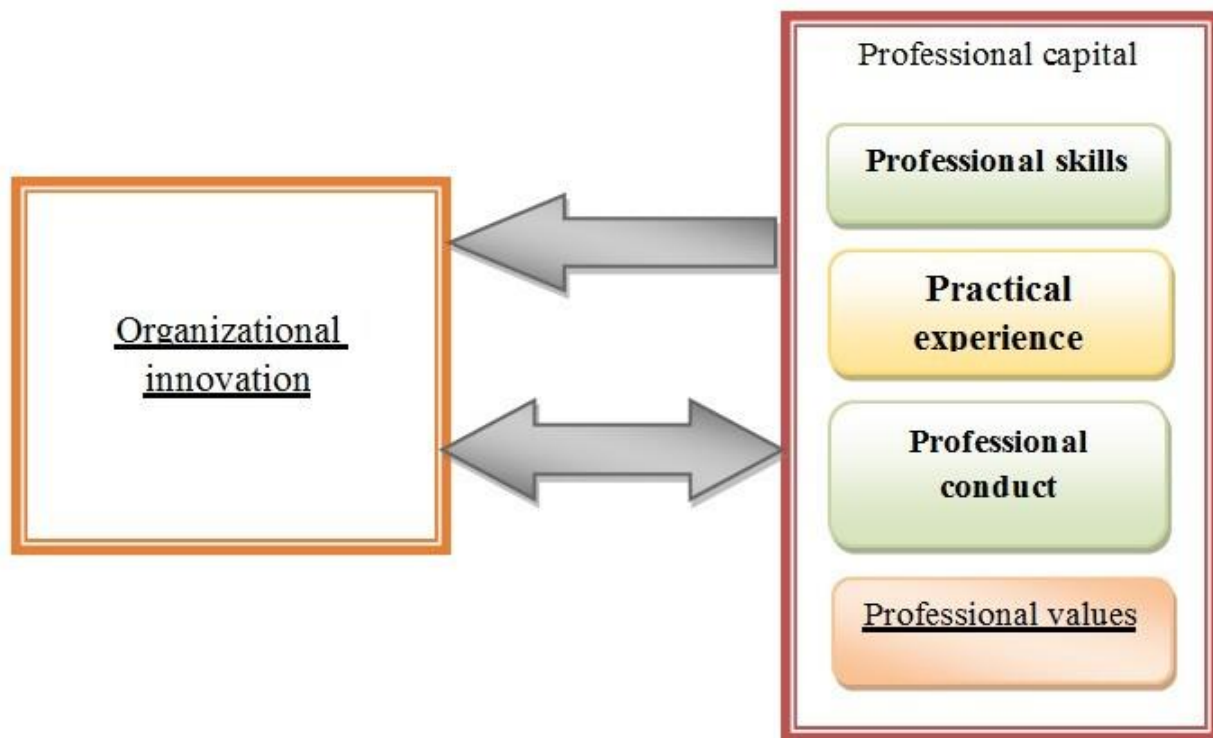 Professional capital
Professional skills
Practical
experience
Professional
conduct
Professional values
Organizational
innovation